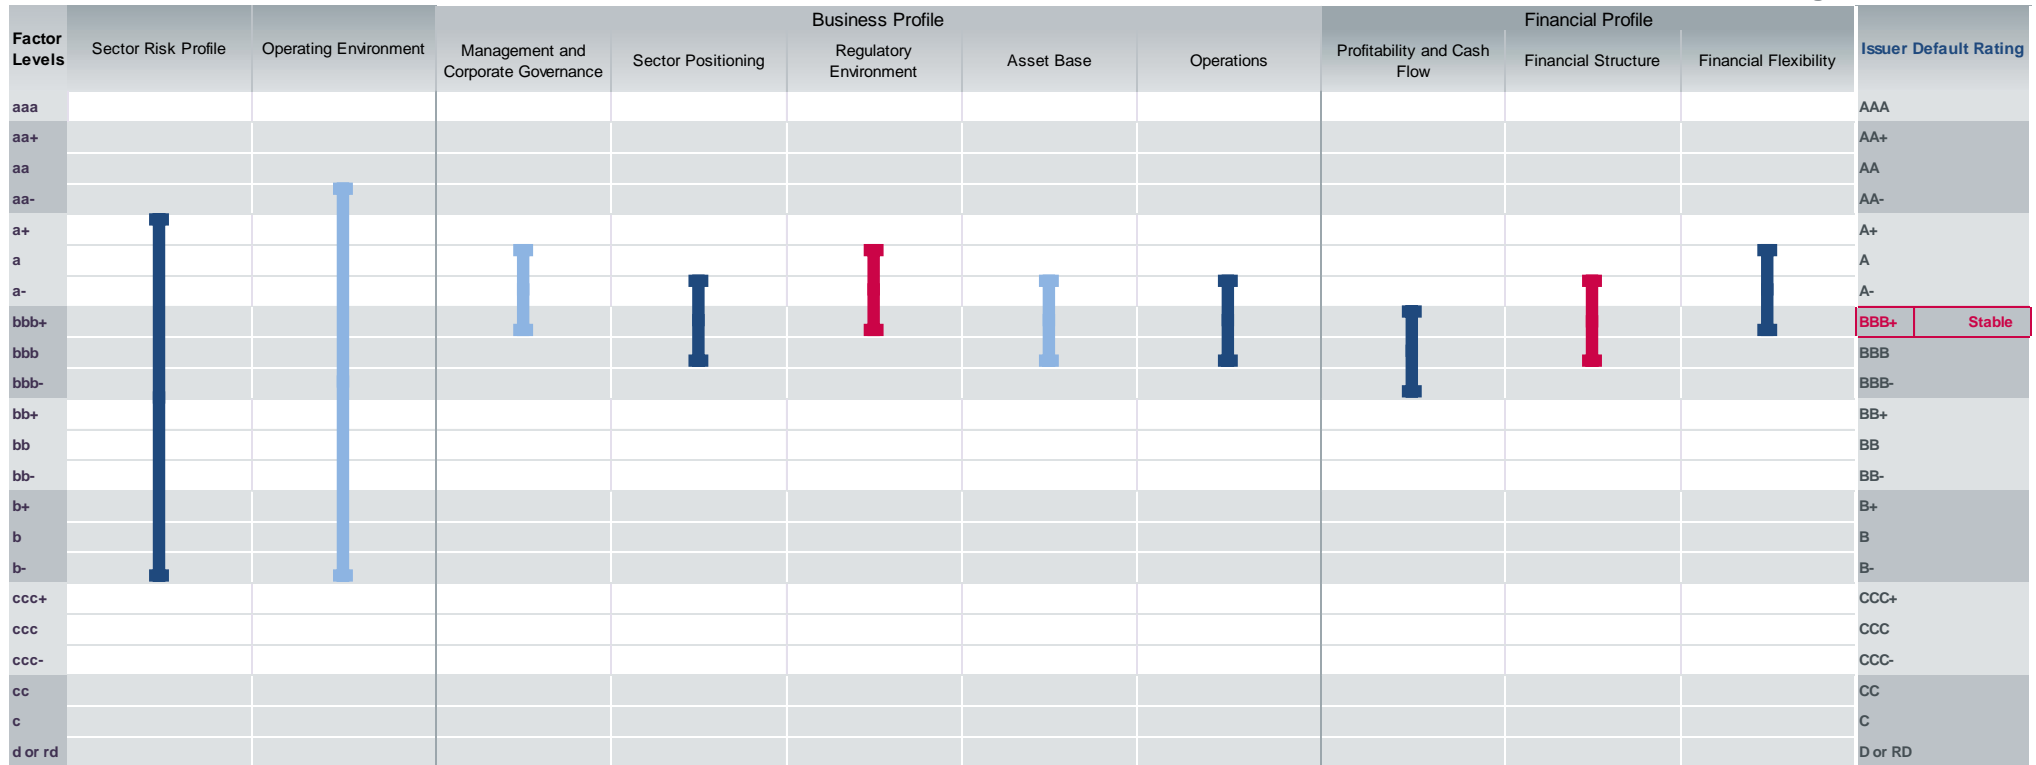 Business Profile
Financial Profile
Factor
Levels
Sector Risk Profile
Operating Environment
Management and
Corporate Governance
Sector Positioning
Regulatory
Environment
Asset Base
Operations
Profitability and Cash
Flow
Financial Structure
Financial Flexibility
Issuer Default Rating
aaa AAA
aa+ AA+
aa AA
aa- AA-
a+ A+
a A
a- A-
bbb+ BBB+ Stable
bbb BBB
bbb- BBB-
bb+ BB+
bb BB
bb- BB-
b+ B+
b B
b- B-
ccc+ CCC+
ccc CCC
ccc- CCC-
cc CC
c C
d or rd D or RD